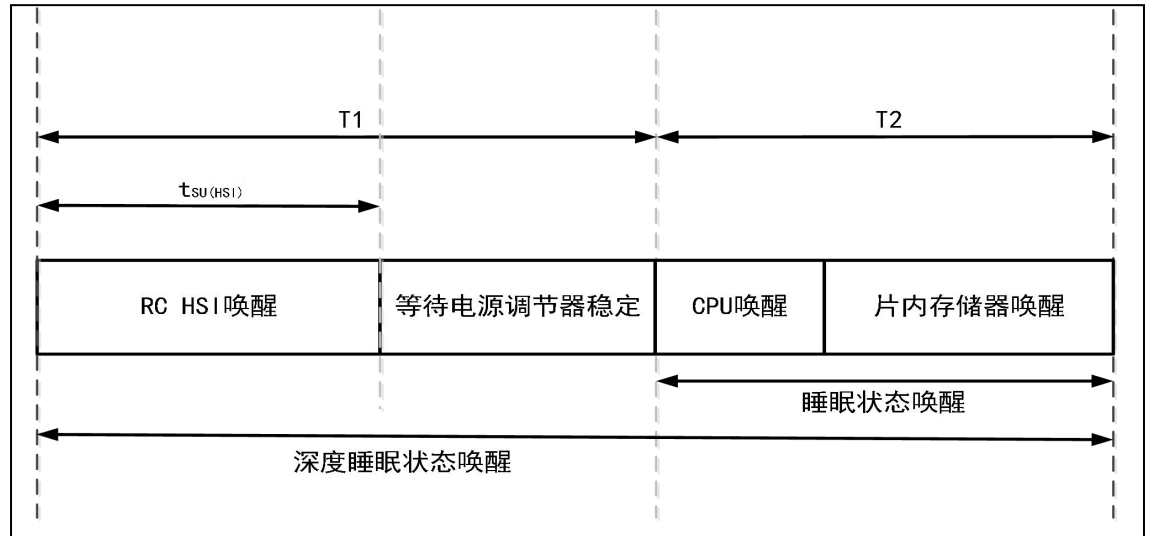 T1
T2
tSU(HSI)
RC HSI唤醒
等待电源调节器稳定
CPU唤醒
片内存储器唤醒
睡眠状态唤醒
深度睡眠状态唤醒